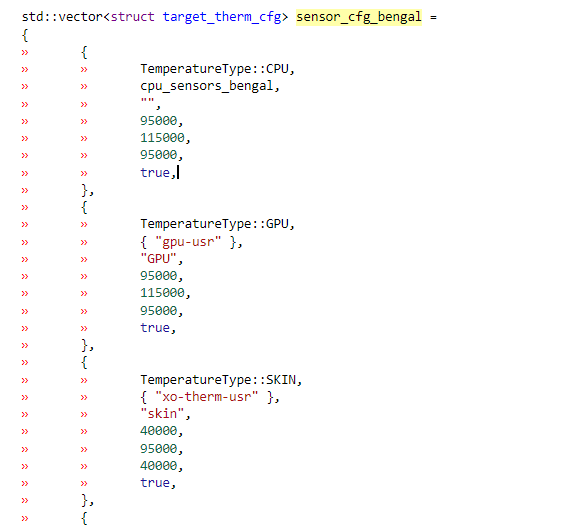 std::vector<struct target_therm_cfg> sensor_cfg_bengal =
{
» {
» » TemperatureType::CPU,
» » cpu_sensors_bengal,
» » "",
» » 95000,
» » 115000,
» » 95000,
» » true,
» },
» {
» » TemperatureType::GPU,
» » { "gpu-usr" },
» » "GPU",
» » 95000,
» » 115000,
» » 95000,
» » true,
» },
» {
» » TemperatureType::SKIN,
» » { "xo-therm-usr" },
» » "skin",
» » 40000,
» » 95000,
» » 40000,
» » true,
» },
» {